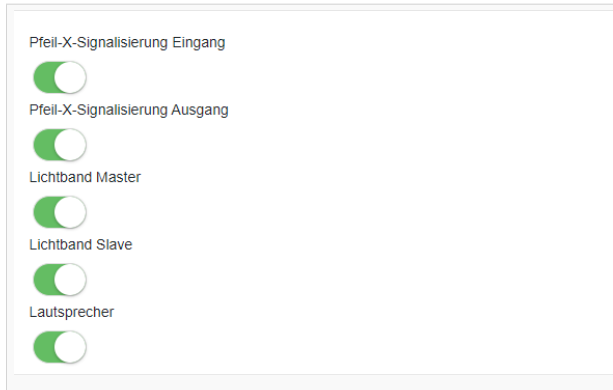 Pfeil-X-Signalisierung Eingang
Pfeil-X-Signalisierung Ausgang
Lichtband Master
Lichtband Slave
Lautsprecher